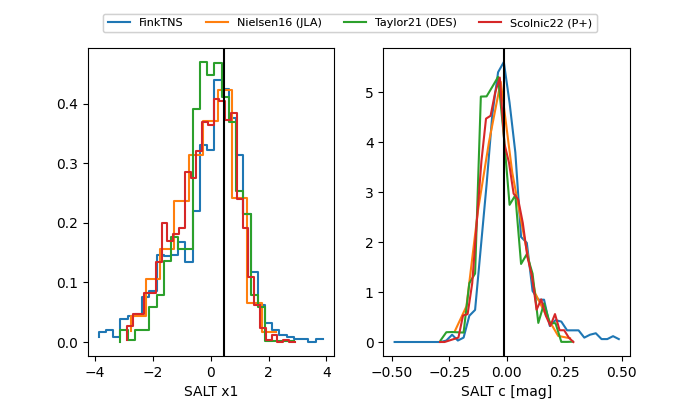 FinkTNS Nielsen16 (JLA) Taylor21 (DES) Scolnic22 (P+)
0.4
0.3
0.2
0.1
0.0
−4 −2 0 2 4
SALT x1
5
4
3
2
1
0
−0.50 −0.25 0.00 0.25 0.50
SALT c [mag]